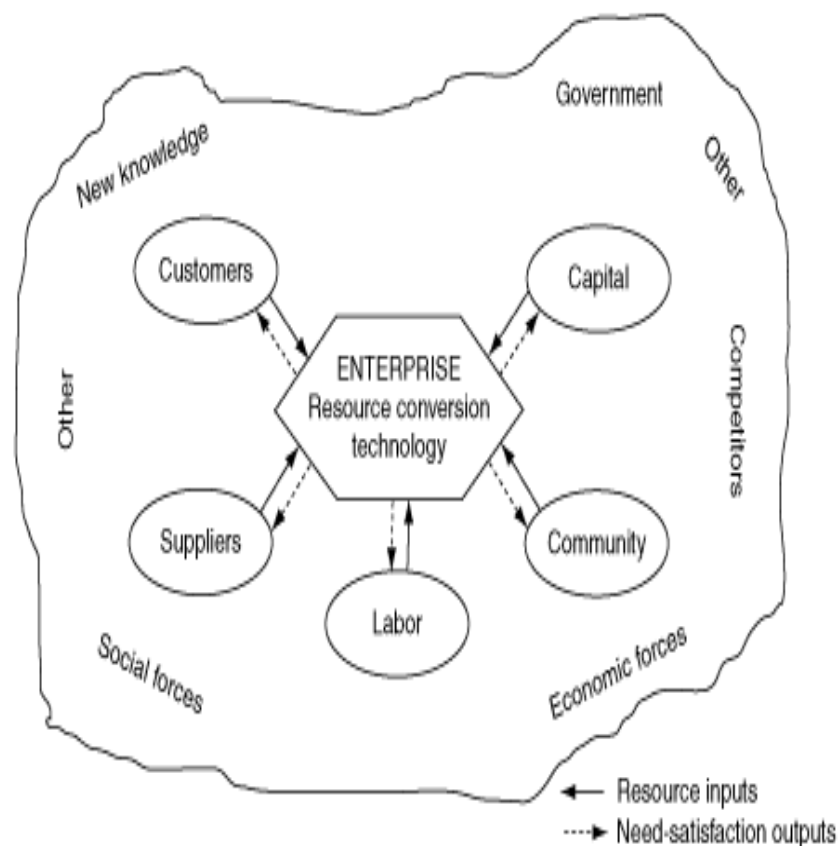 Government
New knowledge
Other
Customers
Capital
ENTERPRISE
Resource conversion
technology
Other
Competitors
Suppliers
Community
Labor
Social forces
Economic forces
Resource inputs
Need-satisfaction outputs